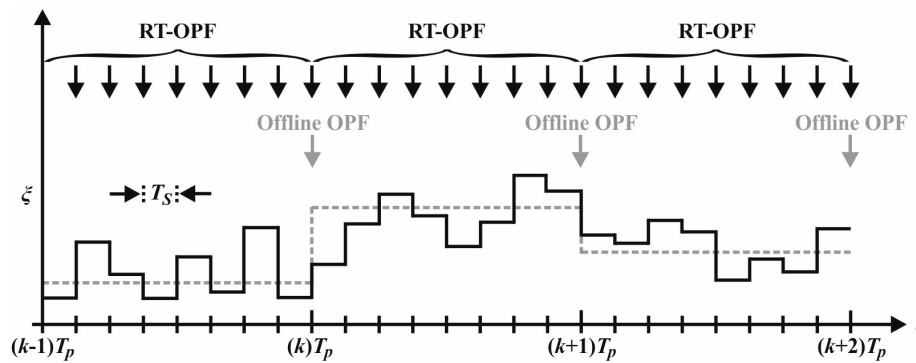 RT-OPF RT-OPF RT-OPF
Offline OPF Offline OPF Offline OPF
ξ
T_S
(k-1)T_p (k)T_p (k+1)T_p (k+2)T_p